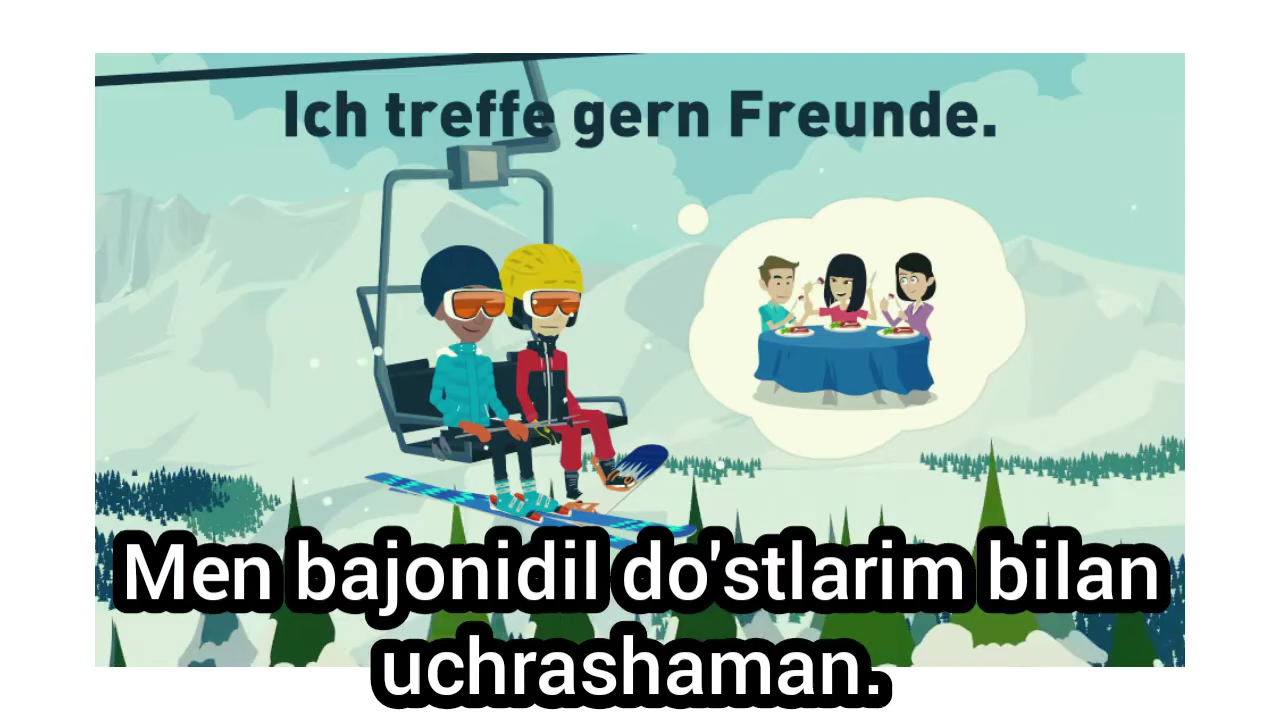 Ich treffe gern Freunde.
Men bajonidil do'stlarim bilan
uchrashaman.